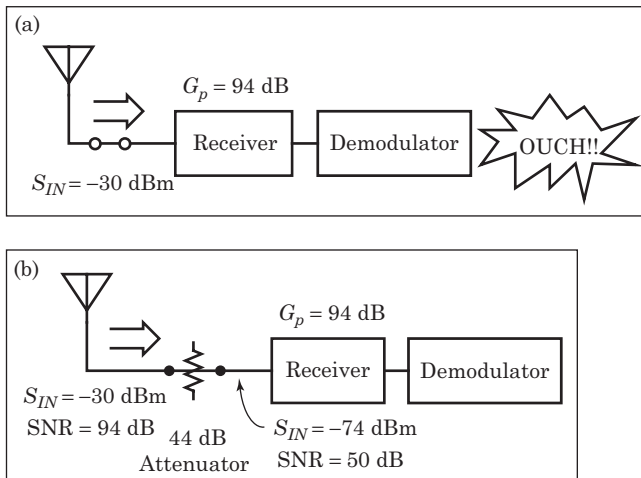 (a)
G_p = 94 dB
Receiver
Demodulator
OUCH!!
S_IN = –30 dBm
(b)
G_p = 94 dB
Receiver
Demodulator
S_IN = –30 dBm
SNR = 94 dB
44 dB
Attenuator
S_IN = –74 dBm
SNR = 50 dB